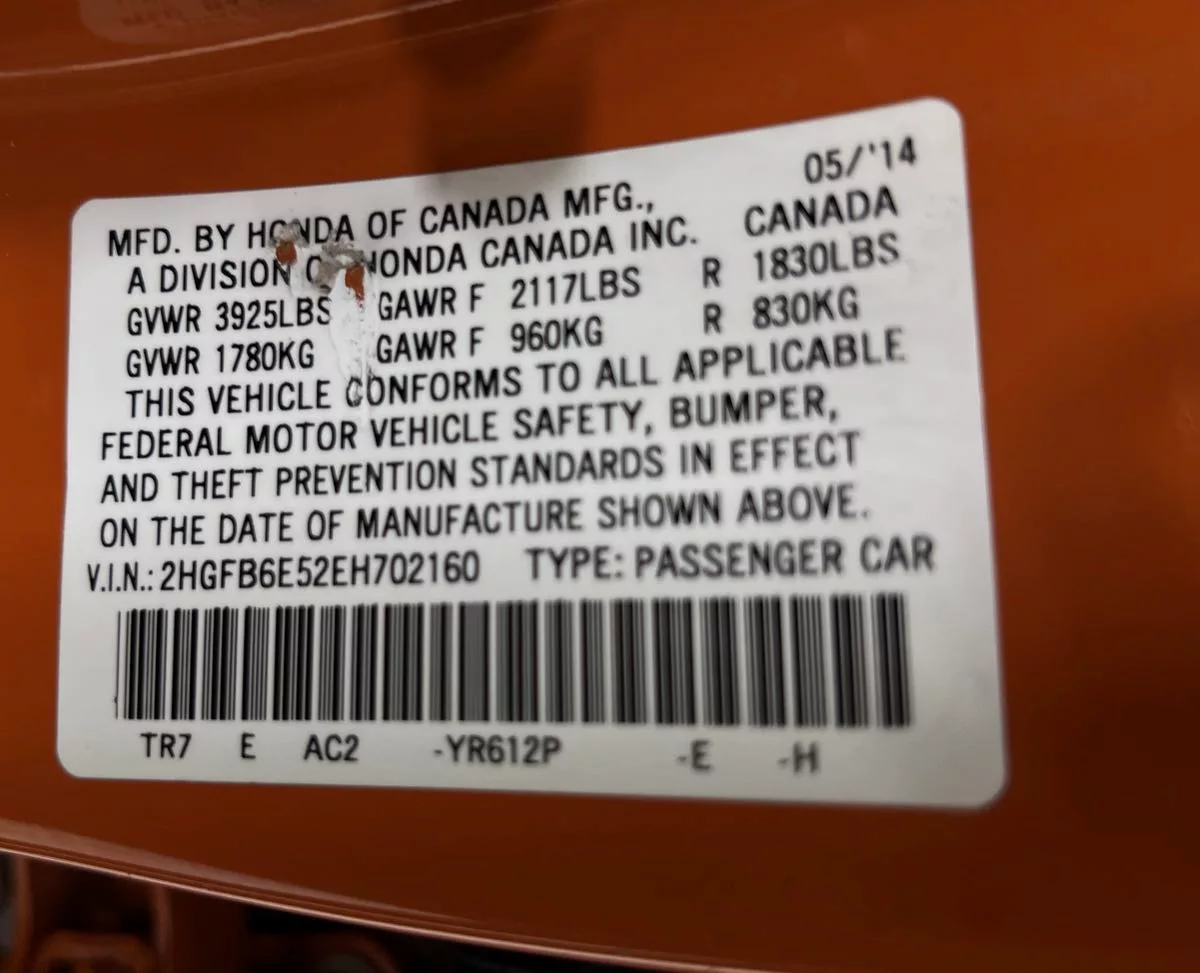 05/'14
MFD. BY HONDA OF CANADA MFG.,
A DIVISION OF HONDA CANADA INC. CANADA
GVWR 3925LBS GAWR F 2117LBS R 1830LBS
GVWR 1780KG GAWR F 960KG R 830KG
THIS VEHICLE CONFORMS TO ALL APPLICABLE
FEDERAL MOTOR VEHICLE SAFETY, BUMPER,
AND THEFT PREVENTION STANDARDS IN EFFECT
ON THE DATE OF MANUFACTURE SHOWN ABOVE.
V.I.N.: 2HGFB6E52EH702160 TYPE: PASSENGER CAR
TR7 E AC2 -YR612P -E -H